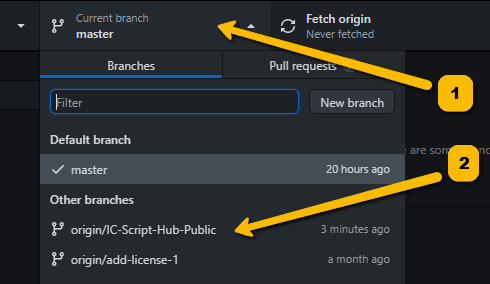 Current branch
master
Fetch origin
Never fetched
Branches
Pull requests
1
Filter
New branch
are some
Default branch
master
20 hours ago
2
Other branches
origin/IC-Script-Hub-Public
3 minutes ago
origin/add-license-1
a month ago